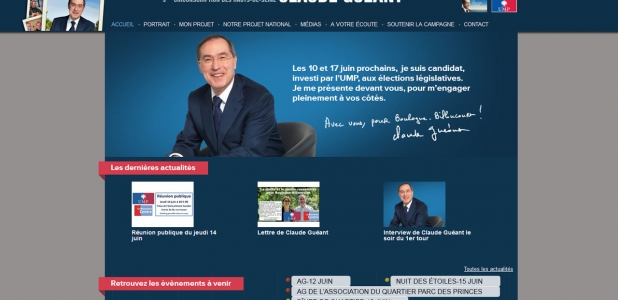 CLAUDE GUÉANT
UMP
ACCUEIL • PORTRAIT • MON PROJET • NOTRE PROJET NATIONAL • MÉDIAS • A VOTRE ÉCOUTE • SOUTENIR LA CAMPAGNE • CONTACT
Les 10 et 17 juin prochains, je suis candidat,
investi par l'UMP, aux élections législatives.
Je me présente devant vous, pour m'engager
pleinement à vos côtés.
Avec vous, pour Boulogne-Billancourt !
Claude Guéant
Les dernières actualités
Réunion publique
UMP
Réunion publique du jeudi 14
juin
Lettre de Claude Guéant
Interview de Claude Guéant le
soir du 1er tour
Toutes les actualités
Retrouvez les évènements à venir
AG-12 JUIN
NUIT DES ÉTOILES-15 JUIN
AG DE L'ASSOCIATION DU QUARTIER PARC DES PRINCES